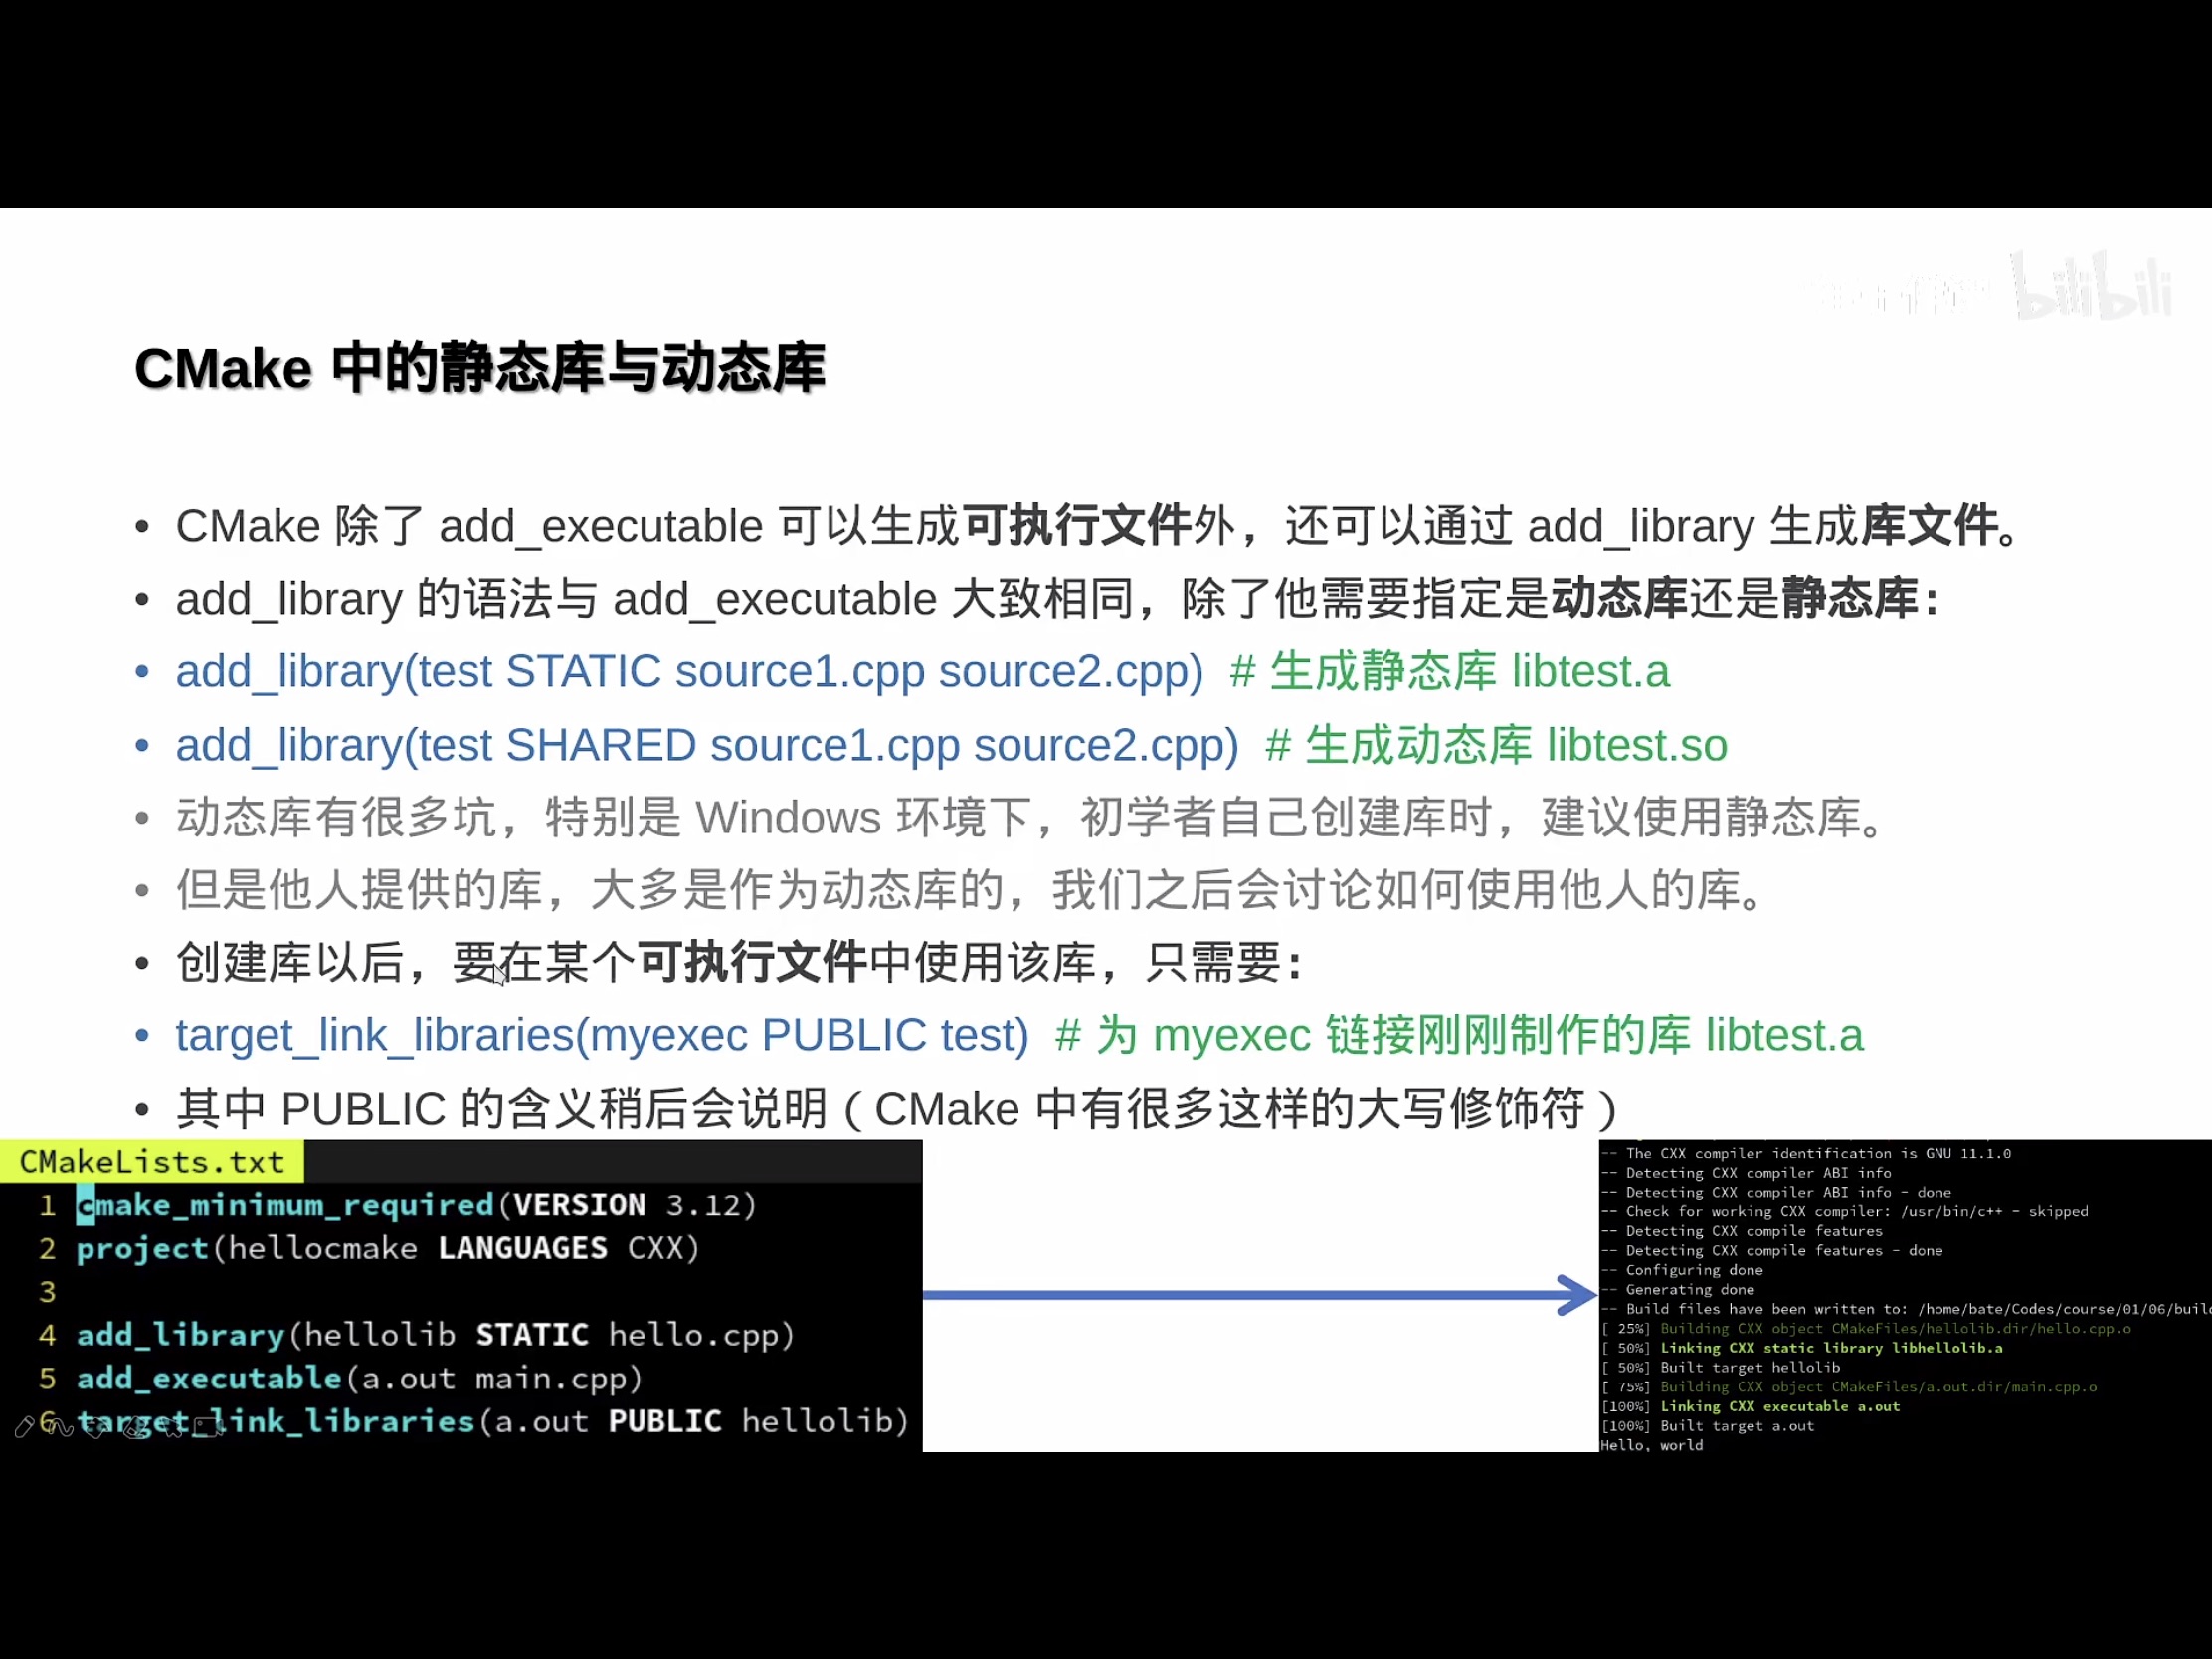 bilibili
CMake 中的静态库与动态库
• CMake 除了 add_executable 可以生成可执行文件外，还可以通过 add_library 生成库文件。
• add_library 的语法与 add_executable 大致相同，除了他需要指定是动态库还是静态库：
• add_library(test STATIC source1.cpp source2.cpp)  # 生成静态库 libtest.a
• add_library(test SHARED source1.cpp source2.cpp)  # 生成动态库 libtest.so
• 动态库有很多坑，特别是 Windows 环境下，初学者自己创建库时，建议使用静态库。
• 但是他人提供的库，大多是作为动态库的，我们之后会讨论如何使用他人的库。
• 创建库以后，要在某个可执行文件中使用该库，只需要：
• target_link_libraries(myexec PUBLIC test)  # 为 myexec 链接刚刚制作的库 libtest.a
• 其中 PUBLIC 的含义稍后会说明（CMake 中有很多这样的大写修饰符）
CMakeLists.txt
1 cmake_minimum_required(VERSION 3.12)
2 project(hellocmake LANGUAGES CXX)
3
4 add_library(hellolib STATIC hello.cpp)
5 add_executable(a.out main.cpp)
6 target_link_libraries(a.out PUBLIC hellolib)
-- The CXX compiler identification is GNU 11.1.0
-- Detecting CXX compiler ABI info
-- Detecting CXX compiler ABI info - done
-- Check for working CXX compiler: /usr/bin/c++ - skipped
-- Detecting CXX compile features
-- Detecting CXX compile features - done
-- Configuring done
-- Generating done
-- Build files have been written to: /home/bate/Codes/course/01/06/build
[ 25%] Building CXX object CMakeFiles/hellolib.dir/hello.cpp.o
[ 50%] Linking CXX static library libhellolib.a
[ 50%] Built target hellolib
[ 75%] Building CXX object CMakeFiles/a.out.dir/main.cpp.o
[100%] Linking CXX executable a.out
[100%] Built target a.out
Hello, world